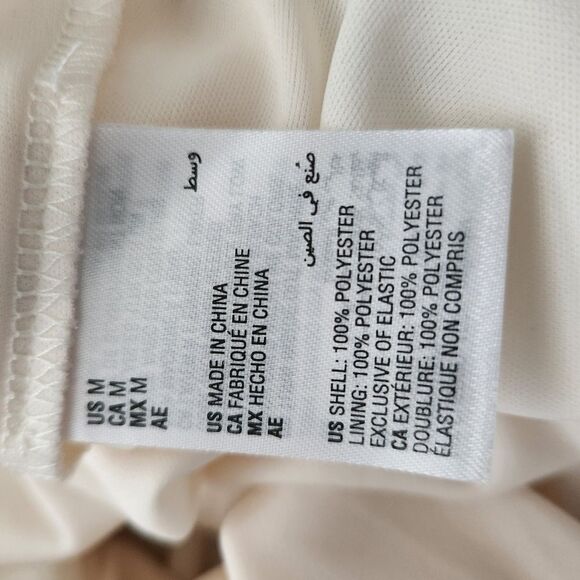 US M
CA M
MX M
AE وسط
US MADE IN CHINA
CA FABRIQUÉ EN CHINE
MX HECHO EN CHINA
AE صُنع في الصين
US SHELL: 100% POLYESTER
LINING: 100% POLYESTER
EXCLUSIVE OF ELASTIC
CA EXTÉRIEUR: 100% POLYESTER
DOUBLURE: 100% POLYESTER
ÉLASTIQUE NON COMPRIS